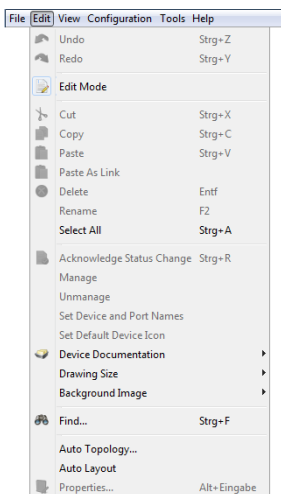 File Edit View Configuration Tools Help
Undo Strg+Z
Redo Strg+Y
Edit Mode
Cut Strg+X
Copy Strg+C
Paste Strg+V
Paste As Link
Delete Entf
Rename F2
Select All Strg+A
Acknowledge Status Change Strg+R
Manage
Unmanage
Set Device and Port Names
Set Default Device Icon
Device Documentation
Drawing Size
Background Image
Find... Strg+F
Auto Topology...
Auto Layout
Properties... Alt+Eingabe